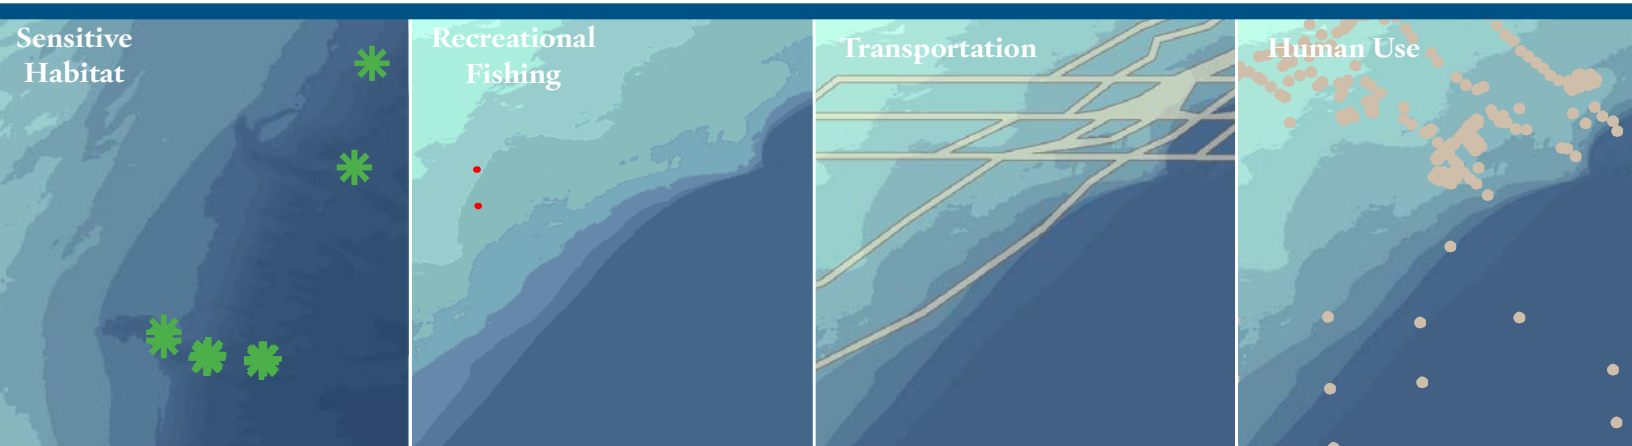 Sensitive
Habitat
Recreational
Fishing
Transportation
Human Use